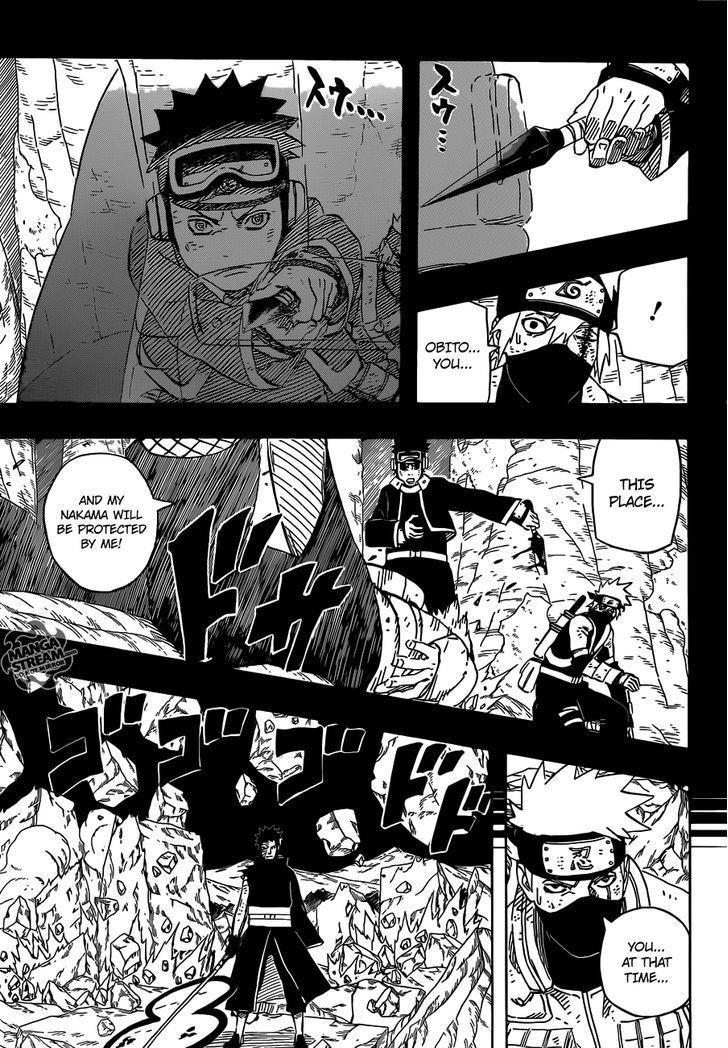 スゥ…
スウ…
!
OBITO...
YOU...
THIS
PLACE...
AND MY
NAKAMA WILL
BE PROTECTED
BY ME!
ドサ
MANGA
STREAM
YOU...
AT THAT
TIME...
ゴゴゴドド